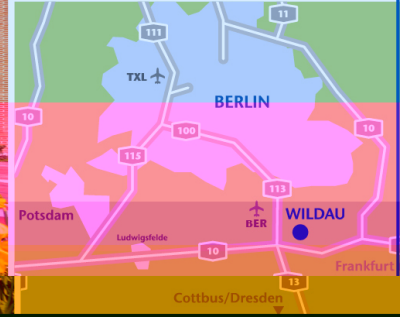 11
111
TXL
BERLIN
10
100
10
115
113
Potsdam
BER
WILDAU
Ludwigsfelde
10
Frankfurt
13
Cottbus/Dresden